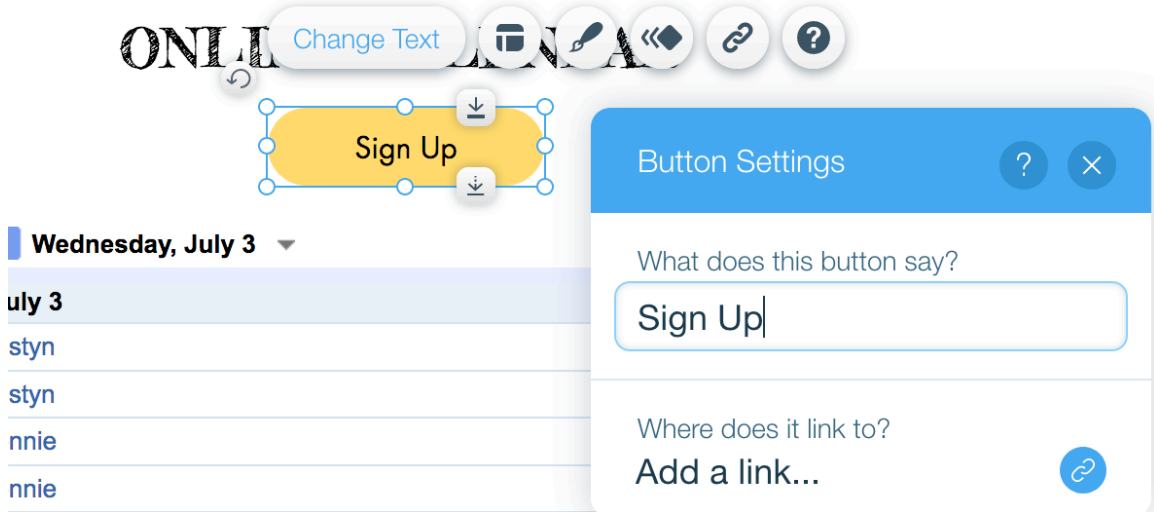 Change Text
Sign Up
Button Settings
?
What does this button say?
Sign Up
Where does it link to?
Add a link...
Wednesday, July 3
uly 3
styn
styn
nnie
nnie